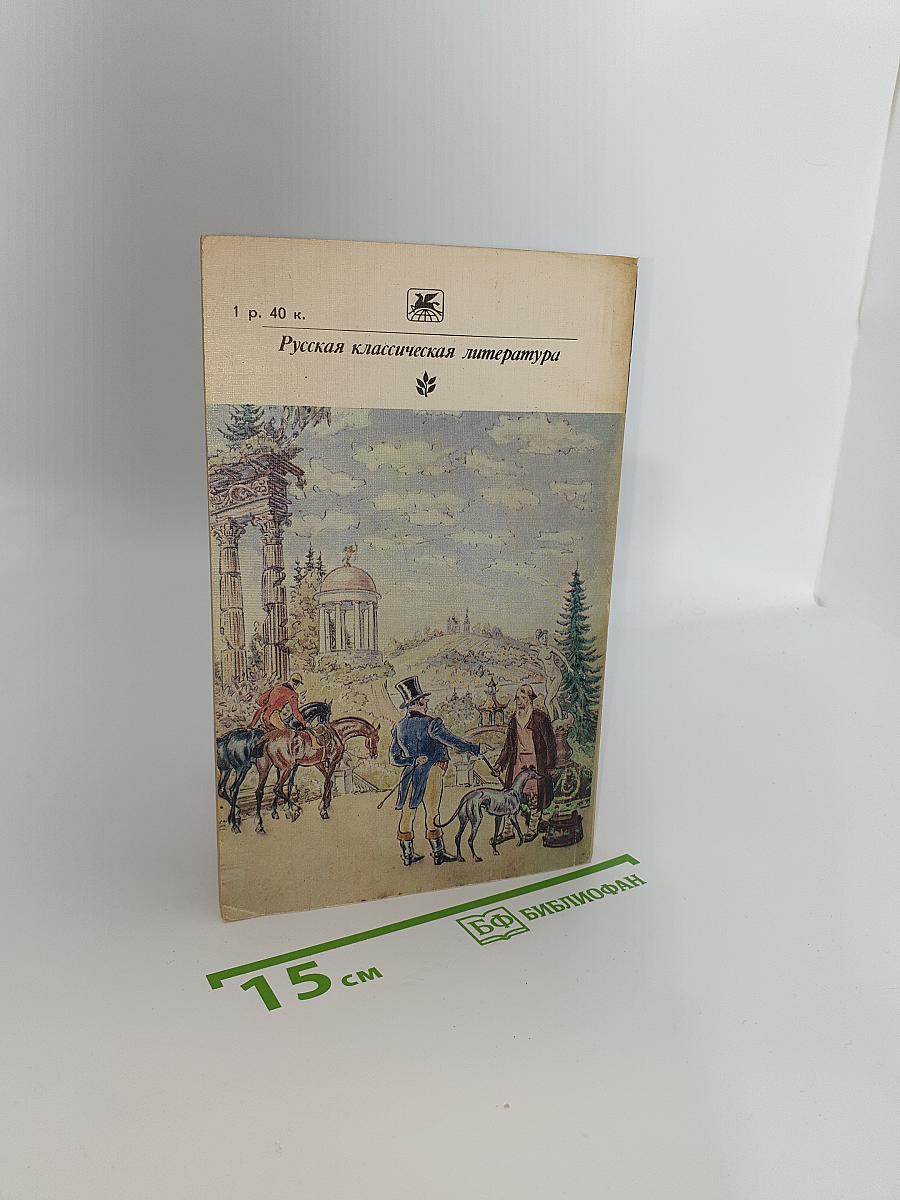 1 р. 40 к.
Русская классическая литература
БФ БИБЛИОФАН
15 см